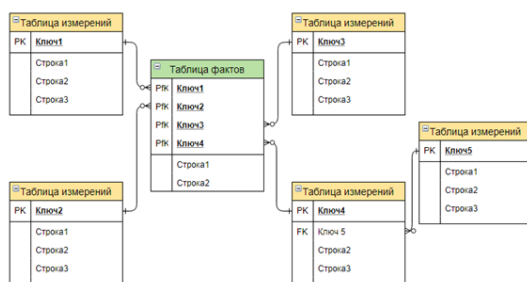 Таблица измерений
PK Ключ1
Строка1
Строка2
Строка3
Таблица фактов
PfK Ключ1
PfK Ключ2
PfK Ключ3
PfK Ключ4
Строка1
Строка2
Таблица измерений
PK Ключ3
Строка1
Строка2
Строка3
Таблица измерений
PK Ключ5
Строка1
Строка2
Строка3
Таблица измерений
PK Ключ2
Строка1
Строка2
Строка3
Таблица измерений
PK Ключ4
FK Ключ 5
Строка2
Строка3